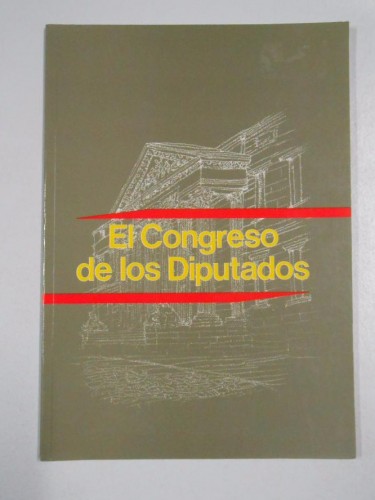 El Congreso
de los Diputados